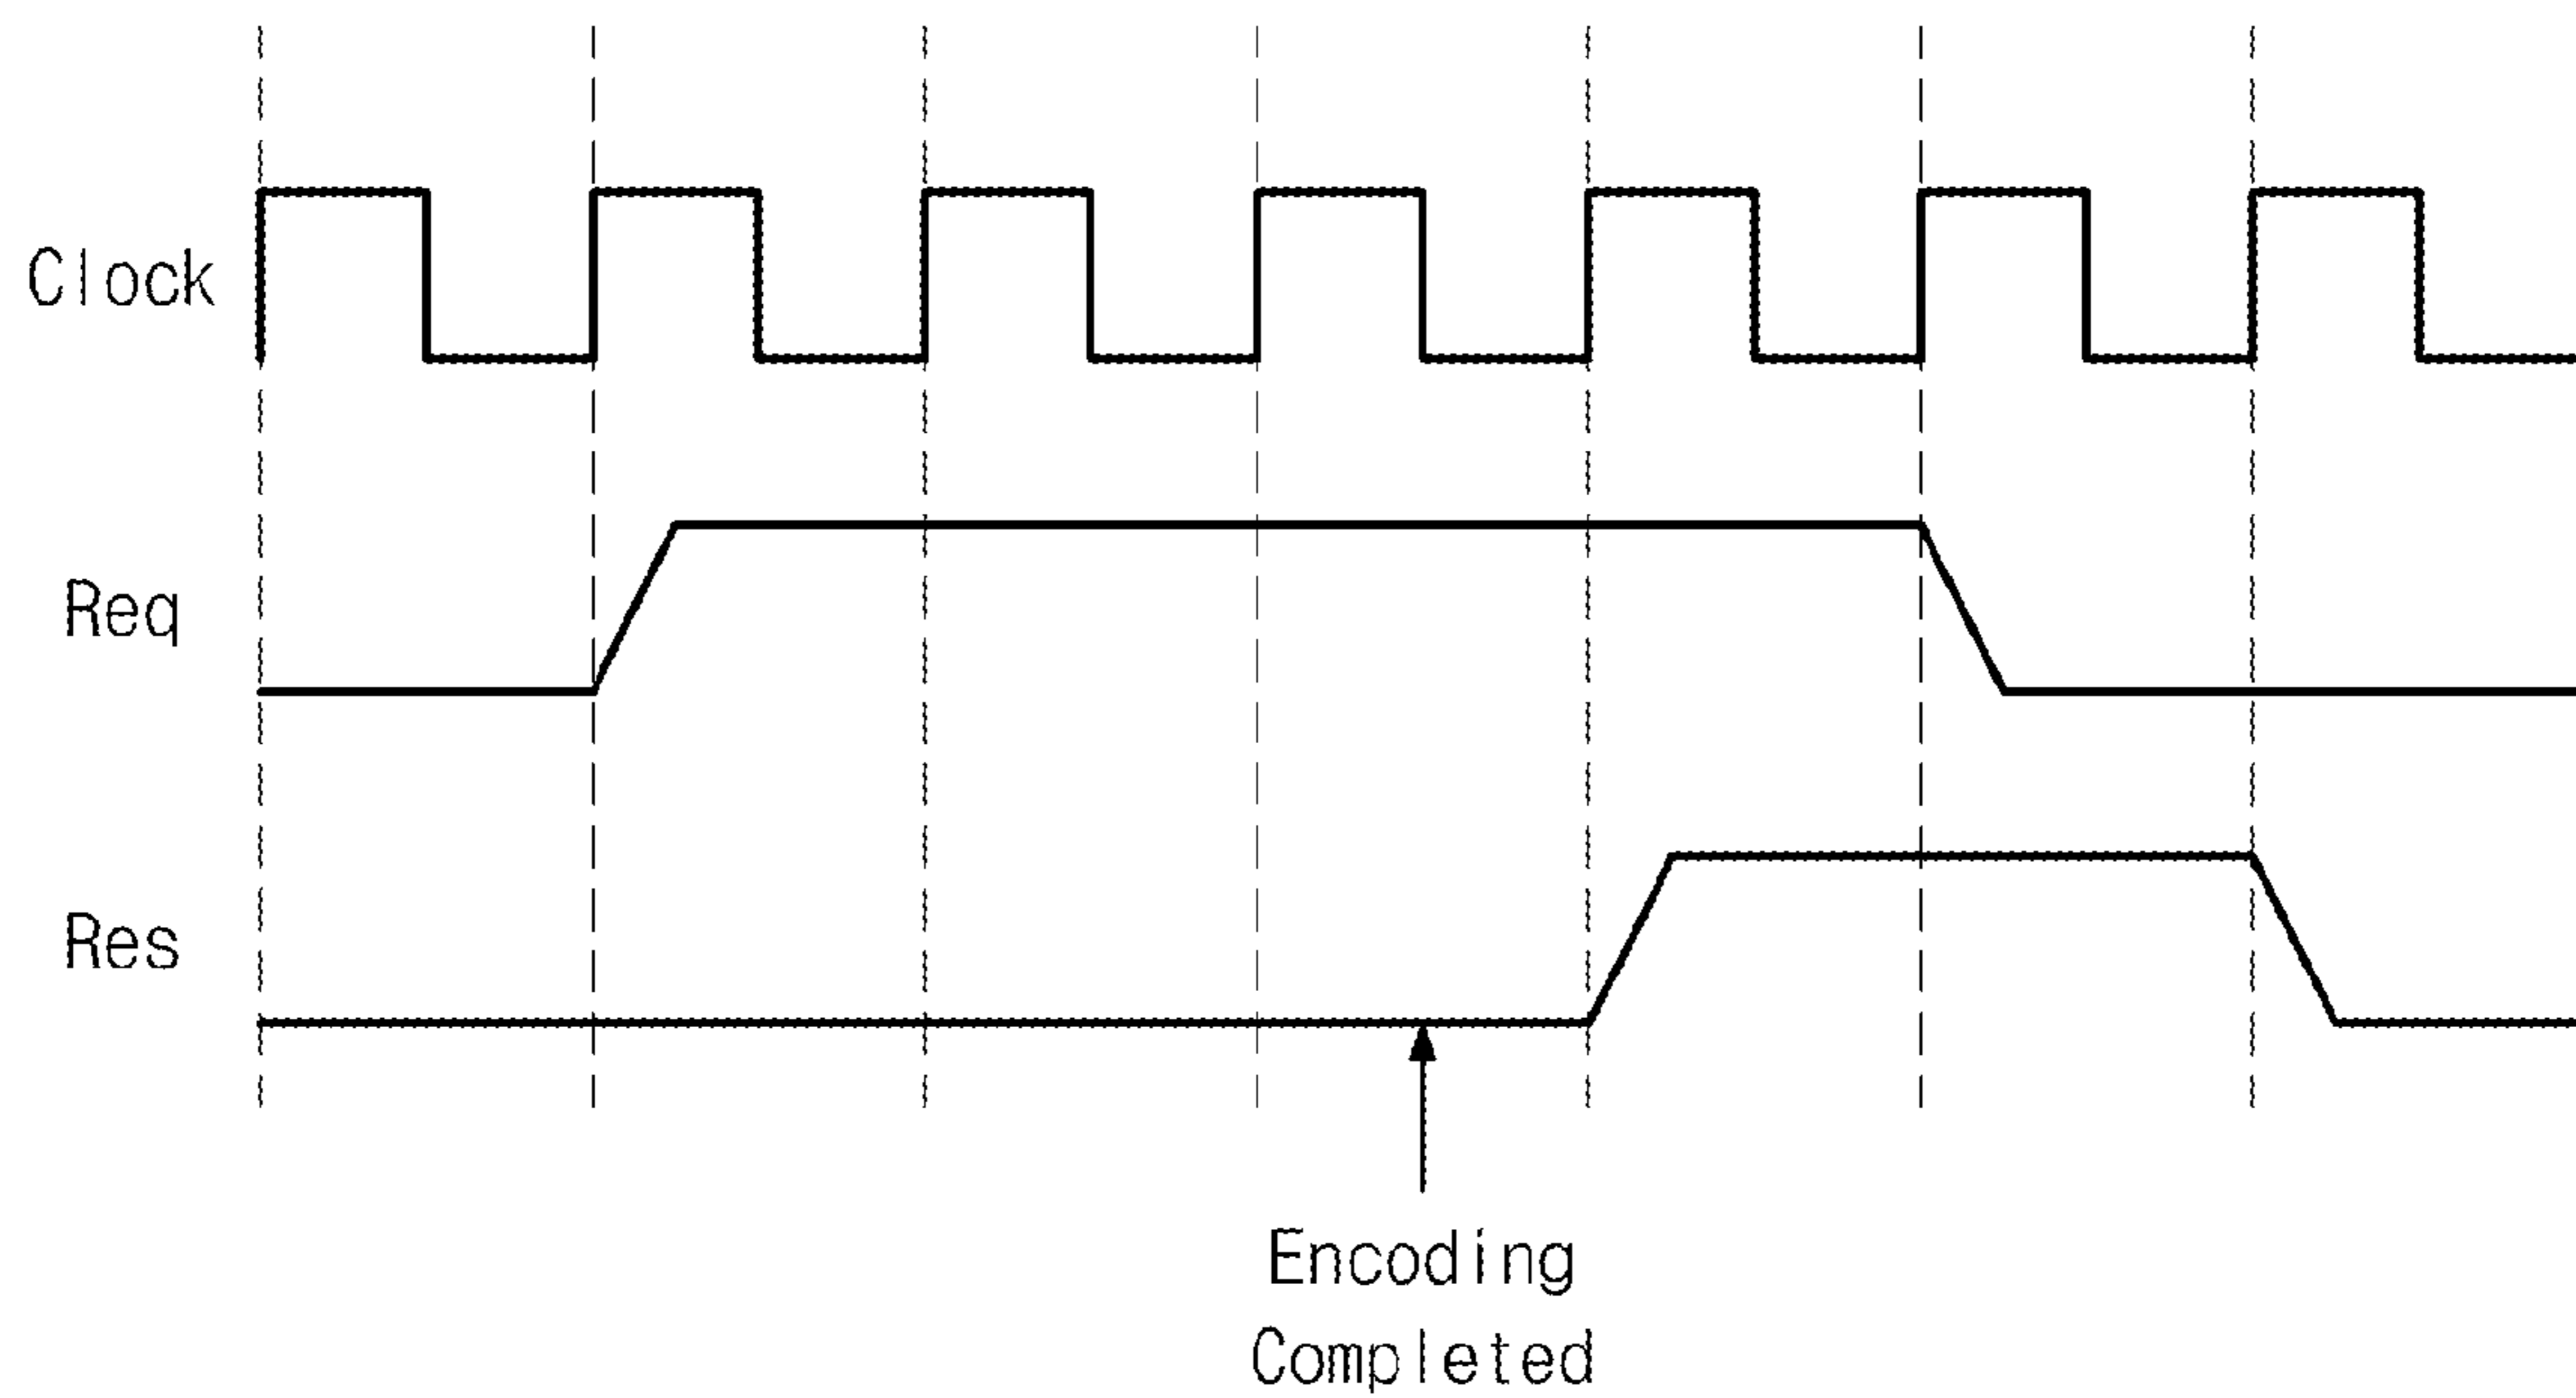 Clock
Req
Res
Encoding
Completed